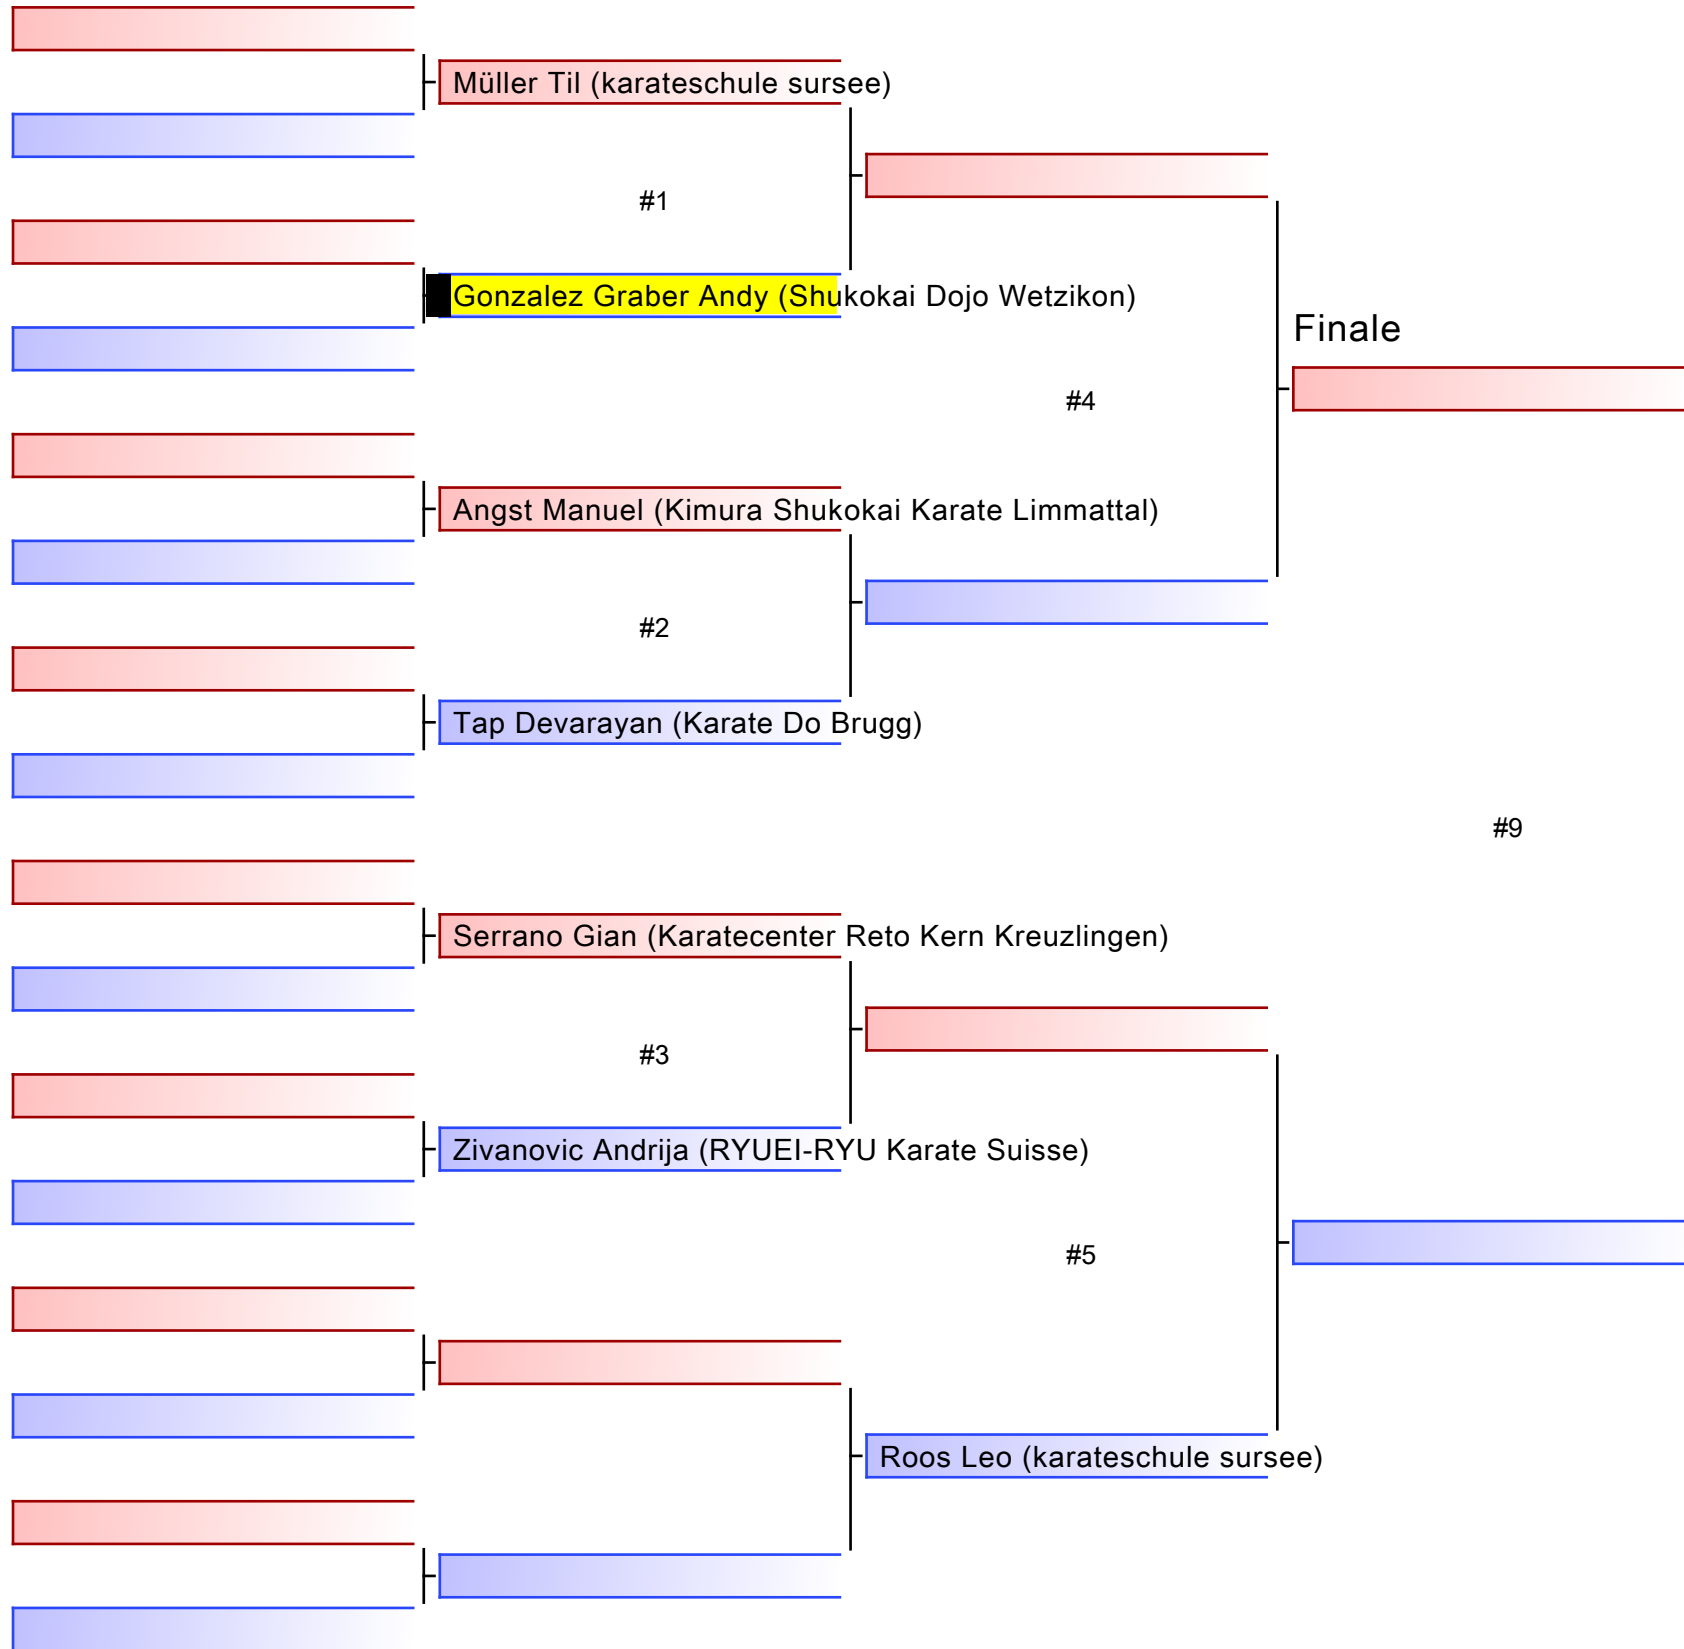 Müller Til (karateschule sursee)
#1
Gonzalez Graber Andy (Shukokai Dojo Wetzikon)
Finale
#4
Angst Manuel (Kimura Shukokai Karate Limmattal)
#2
Tap Devarayan (Karate Do Brugg)
#9
Serrano Gian (Karatecenter Reto Kern Kreuzlingen)
#3
Zivanovic Andrija (RYUEI-RYU Karate Suisse)
#5
Roos Leo (karateschule sursee)